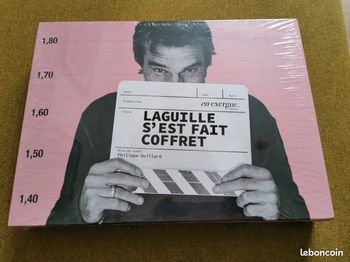 1,80
1,70
1,60
1,50
1,40
en exergue
LAGUILLE
S'EST FAIT
COFFRET
Philippe Guillard
leboncoin